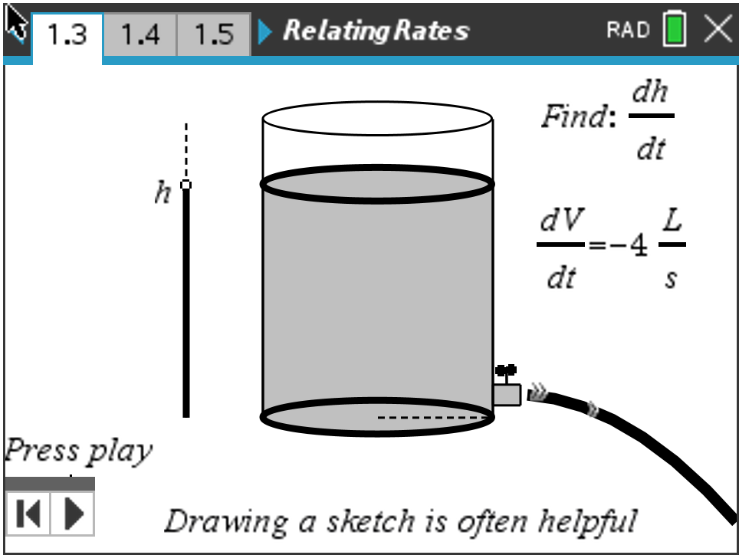 1.3 1.4 1.5 Relating Rates RAD
Find: dh/dt
h
dV/dt=-4 L/s
Press play
Drawing a sketch is often helpful